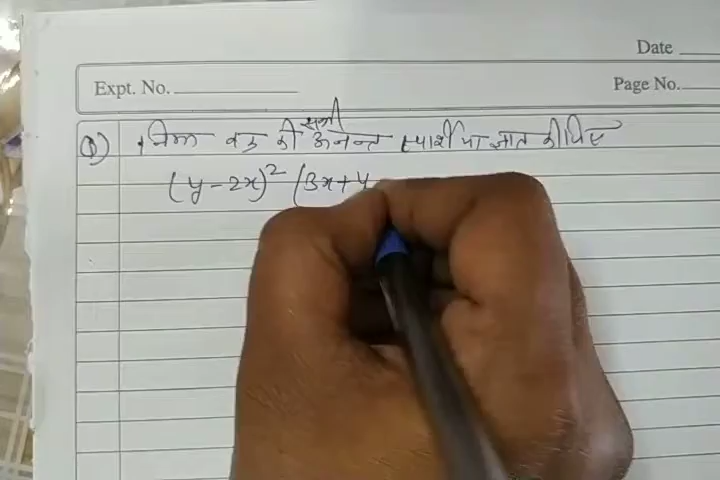 Date
Expt. No.
Page No.
सभी
Q) निम्न वक्र की अनन्त स्पर्शियां ज्ञात कीजिए
(y-2x)² (3x+4